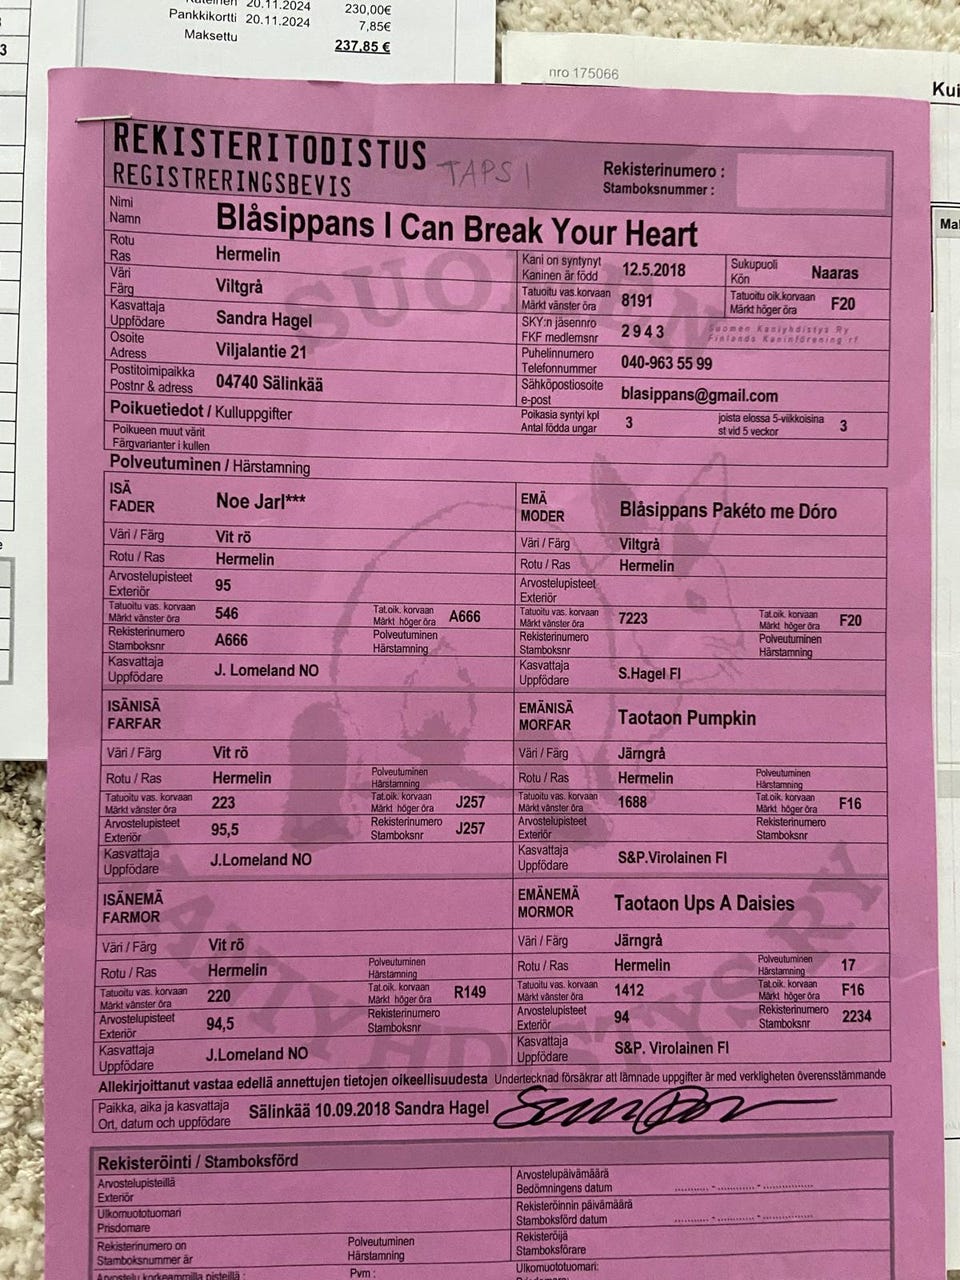 20.11.2024 230,00€
Pankkikortti 20.11.2024 7,85€
Maksettu 237,85 €
3
nro 175066
Kui
REKISTERITODISTUS
REGISTRERINGSBEVIS
TAPSI
Rekisterinumero :
Stamboksnummer :
Nimi
Namn
Blåsippans I Can Break Your Heart
Rotu
Ras
Hermelin
Kani on syntynyt
Kaninen är född
12.5.2018
Sukupuoli
Kön
Naaras
Väri
Färg
Viltgrå
Tatuoitu vas.korvaan
Märkt vänster öra
8191
Tatuoitu oik.korvaan
Märkt höger öra
F20
Kasvattaja
Uppfödare
Sandra Hagel
SKY:n jäsennro
FKF medlemsnr
2943
Suomen Kaniyhdistys Ry
Finlands Kaninförening rf
Osoite
Adress
Viljalantie 21
Puhelinnumero
Telefonnummer
040-963 55 99
Postitoimipaikka
Postnr & adress
04740 Sälinkää
Sähköpostiosoite
e-post
blasippans@gmail.com
Poikuetiedot / Kulluppgifter
Poikasia syntyi kpl
Antal födda ungar
3
joista elossa 5-viikkoisina
st vid 5 veckor
3
Poikueen muut värit
Färgvarianter i kullen
Polveutuminen / Härstamning
ISÄ
FADER
Noe Jarl***
EMÄ
MODER
Blåsippans Pakéto me Dóro
Väri / Färg Vit rö
Väri / Färg Viltgrå
Rotu / Ras Hermelin
Rotu / Ras Hermelin
Arvostelupisteet
Exteriör
95
Arvostelupisteet
Exteriör
Tatuoitu vas. korvaan
Märkt vänster öra
546
Tat.oik. korvaan
Märkt höger öra
A666
Tatuoitu vas. korvaan
Märkt vänster öra
7223
Tat.oik. korvaan
Märkt höger öra
F20
Rekisterinumero
Stamboksnr
A666
Polveutuminen
Härstamning
Rekisterinumero
Stamboksnr
Polveutuminen
Härstamning
Kasvattaja
Uppfödare
J. Lomeland NO
Kasvattaja
Uppfödare
S.Hagel FI
ISÄNISÄ
FARFAR
EMÄNISÄ
MORFAR
Taotaon Pumpkin
Väri / Färg Vit rö
Väri / Färg Järngrå
Rotu / Ras Hermelin
Polveutuminen
Härstamning
Rotu / Ras Hermelin
Polveutuminen
Härstamning
Tatuoitu vas. korvaan
Märkt vänster öra
223
Tat.oik. korvaan
Märkt höger öra
J257
Tatuoitu vas. korvaan
Märkt vänster öra
1688
Tat.oik. korvaan
Märkt höger öra
F16
Arvostelupisteet
Exteriör
95,5
Rekisterinumero
Stamboksnr
J257
Arvostelupisteet
Exteriör
Rekisterinumero
Stamboksnr
Kasvattaja
Uppfödare
J.Lomeland NO
Kasvattaja
Uppfödare
S&P.Virolainen FI
ISÄNEMÄ
FARMOR
EMÄNEMÄ
MORMOR
Taotaon Ups A Daisies
Väri / Färg Vit rö
Väri / Färg Järngrå
Rotu / Ras Hermelin
Polveutuminen
Härstamning
Rotu / Ras Hermelin
Polveutuminen
Härstamning
17
Tatuoitu vas. korvaan
Märkt vänster öra
220
Tat.oik. korvaan
Märkt höger öra
R149
Tatuoitu vas. korvaan
Märkt vänster öra
1412
Tat.oik. korvaan
Märkt höger öra
F16
Arvostelupisteet
Exteriör
94,5
Rekisterinumero
Stamboksnr
Arvostelupisteet
Exteriör
94
Rekisterinumero
Stamboksnr
2234
Kasvattaja
Uppfödare
J.Lomeland NO
Kasvattaja
Uppfödare
S&P. Virolainen FI
SUOMEN KANIYHDISTYS RY
Allekirjoittanut vastaa edellä annettujen tietojen oikeellisuudesta Undertecknad försäkrar att lämnade uppgifter är med verkligheten överensstämmande
Paikka, aika ja kasvattaja
Ort, datum och uppfödare
Sälinkää 10.09.2018 Sandra Hagel
Rekisteröinti / Stamboksförd
Arvostelupisteillä
Exteriör
Arvostelupäivämäärä
Bedömningens datum
Ulkomuototuomari
Prisdomare
Rekisteröinnin päivämäärä
Stamboksförd datum
Rekisterinumero on
Stamboksnummer är
Polveutuminen
Härstamning
Rekisteröijä
Stamboksförare
Arvostelu korkeammilla pisteillä :
Pvm :
Ulkomuototuomari: